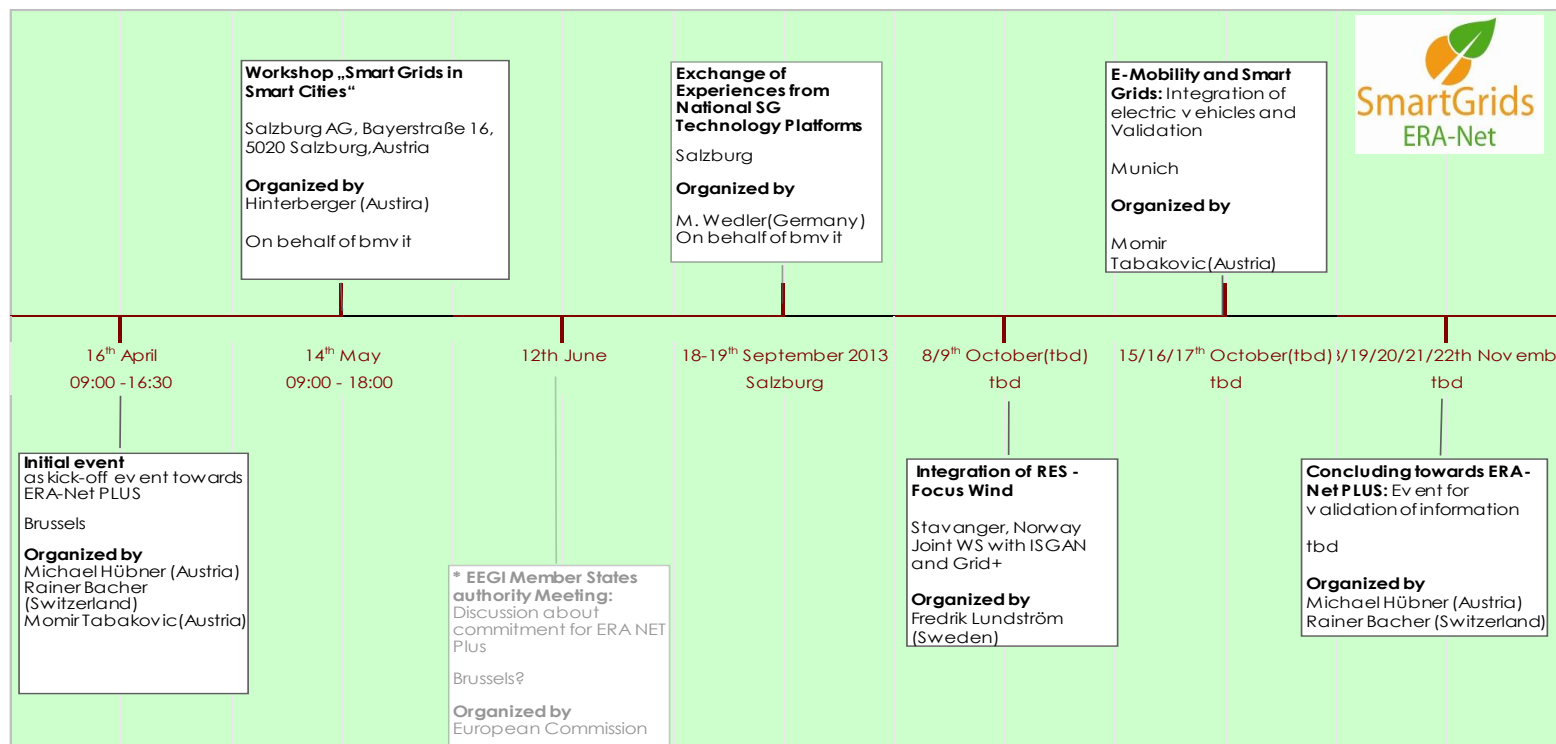 SmartGrids
ERA-Net
Workshop „Smart Grids in
Smart Cities“
Salzburg AG, Bayerstraße 16,
5020 Salzburg,Austria
Organized by
Hinterberger (Austira)
On behalf of bmvit
Exchange of
Experiences from
National SG
Technology Platforms
Salzburg
Organized by
M. Wedler(Germany)
On behalf of bmvit
E-Mobility and Smart
Grids: Integration of
electric vehicles and
Validation
Munich
Organized by
Momir
Tabakovic(Austria)
16th April
09:00 -16:30
14th May
09:00 - 18:00
12th June
18-19th September 2013
Salzburg
8/9th October(tbd)
tbd
15/16/17th October(tbd)
tbd
/19/20/21/22th Novemb
tbd
Initial event
as kick-off event towards
ERA-Net PLUS
Brussels
Organized by
Michael Hübner (Austria)
Rainer Bacher
(Switzerland)
Momir Tabakovic(Austria)
* EEGI Member States
authority Meeting:
Discussion about
commitment for ERA NET
Plus
Brussels?
Organized by
European Commission
Integration of RES -
Focus Wind
Stavanger, Norway
Joint WS with ISGAN
and Grid+
Organized by
Fredrik Lundström
(Sweden)
Concluding towards ERA-
Net PLUS: Event for
validation of information
tbd
Organized by
Michael Hübner (Austria)
Rainer Bacher (Switzerland)